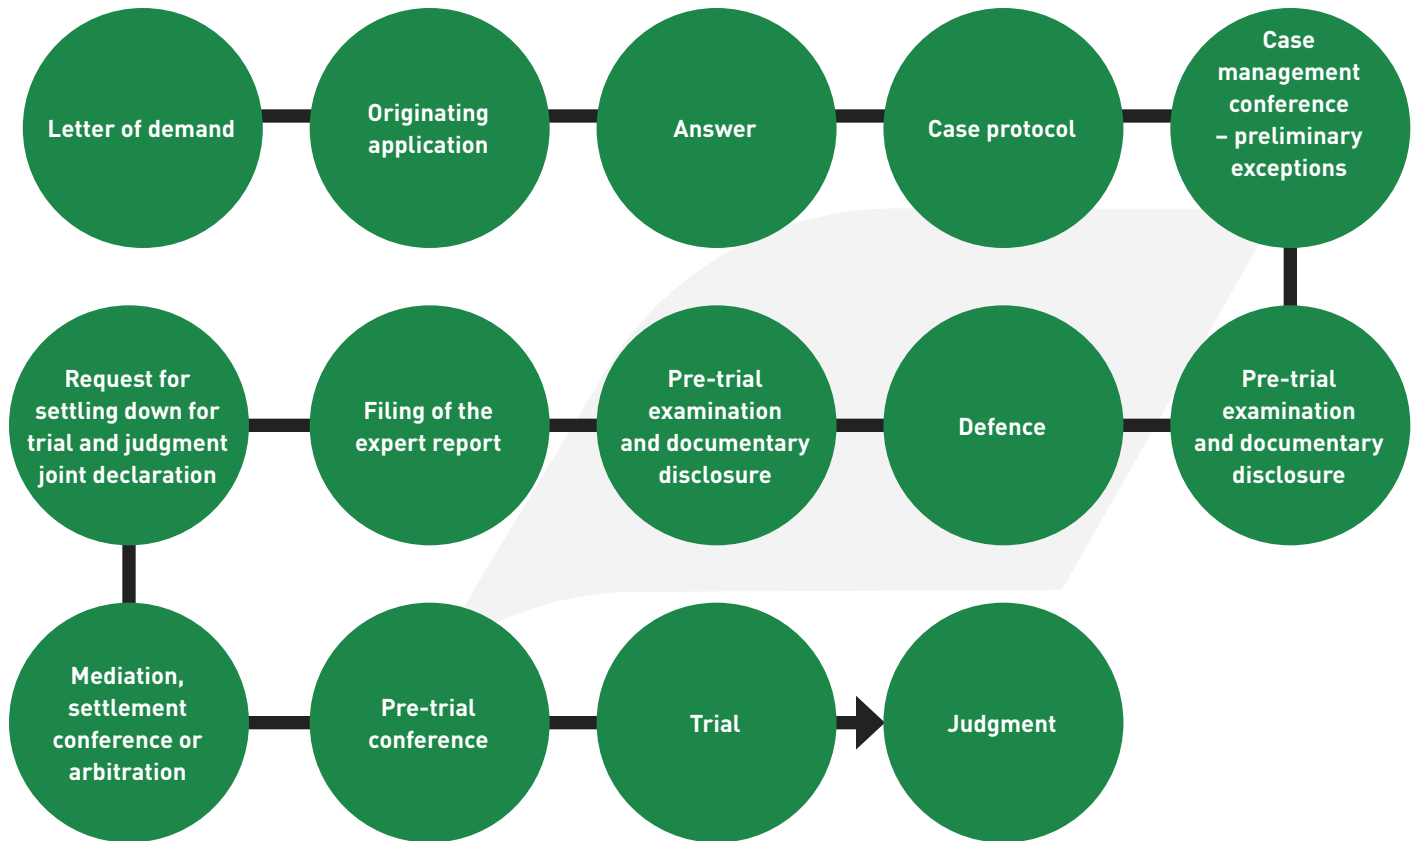 Letter of demand
Originating
application
Answer
Case protocol
Case
management
conference
– preliminary
exceptions
Pre-trial
examination
and documentary
disclosure
Defence
Pre-trial
examination
and documentary
disclosure
Filing of the
expert report
Request for
settling down for
trial and judgment
joint declaration
Mediation,
settlement
conference or
arbitration
Pre-trial
conference
Trial
Judgment